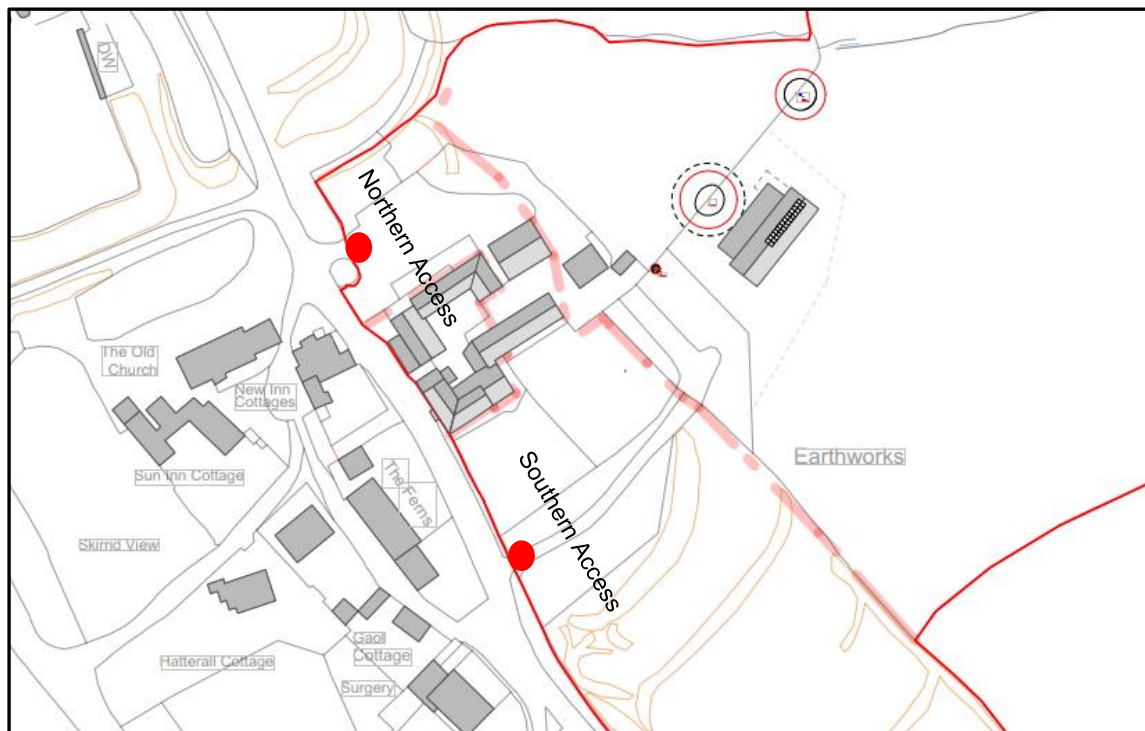 DW
Northern Access
The Old
Church
New Inn
Cottages
Sun Inn Cottage
The Ferns
Earthworks
Southern Access
Skirrid View
Gaol
Cottage
Hatterall Cottage
Surgery